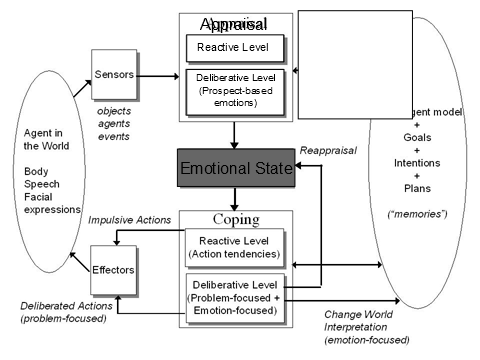 Appraisal
Reactive Level
Deliberative Level
(Prospect-based
emotions)
Sensors
objects
agents
events
Agent in
the World
Body
Speech
Facial
expressions
model
+
Goals
+
Intentions
+
Plans
(“memories”)
Emotional State
Reappraisal
Coping
Impulsive Actions
Reactive Level
(Action tendencies)
Effectors
Deliberative Level
(Problem-focused +
Emotion-focused)
Deliberated Actions
(problem-focused)
Change World
Interpretation
(emotion-focused)